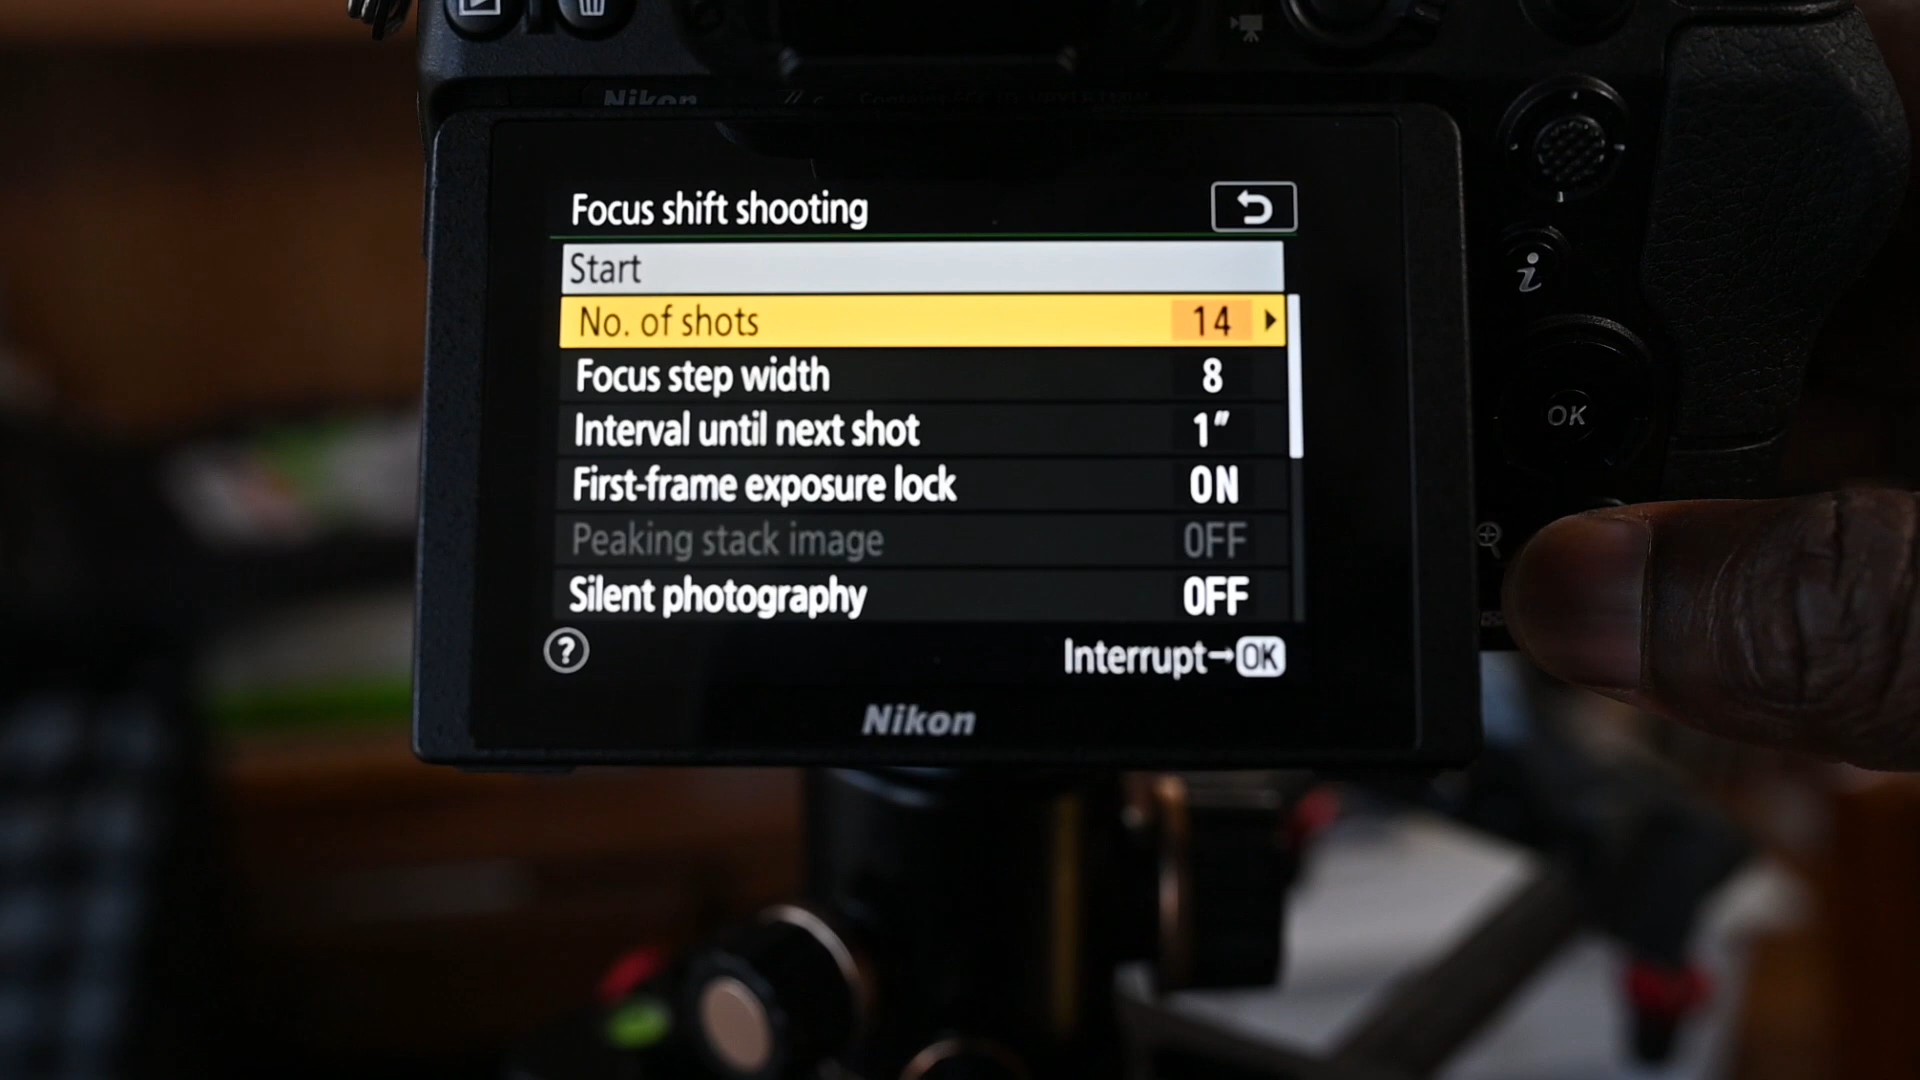 Nikon
Focus shift shooting
Start
No. of shots 14
Focus step width 8
Interval until next shot 1″
First-frame exposure lock ON
Peaking stack image OFF
Silent photography OFF
? Interrupt→OK
Nikon
i
OK